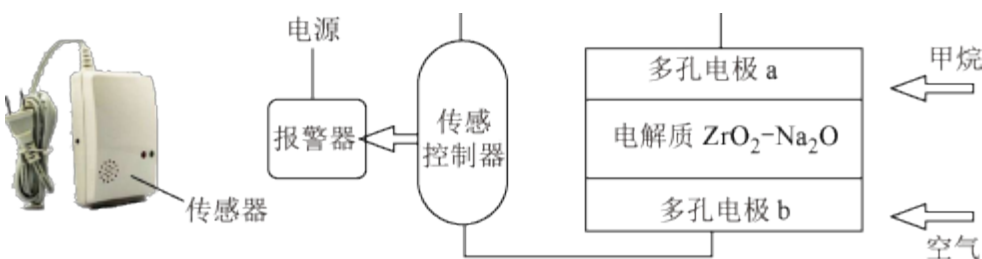 电源
报警器
传感器
传感
控制器
多孔电极 a
电解质 ZrO₂-Na₂O
多孔电极 b
甲烷
空气